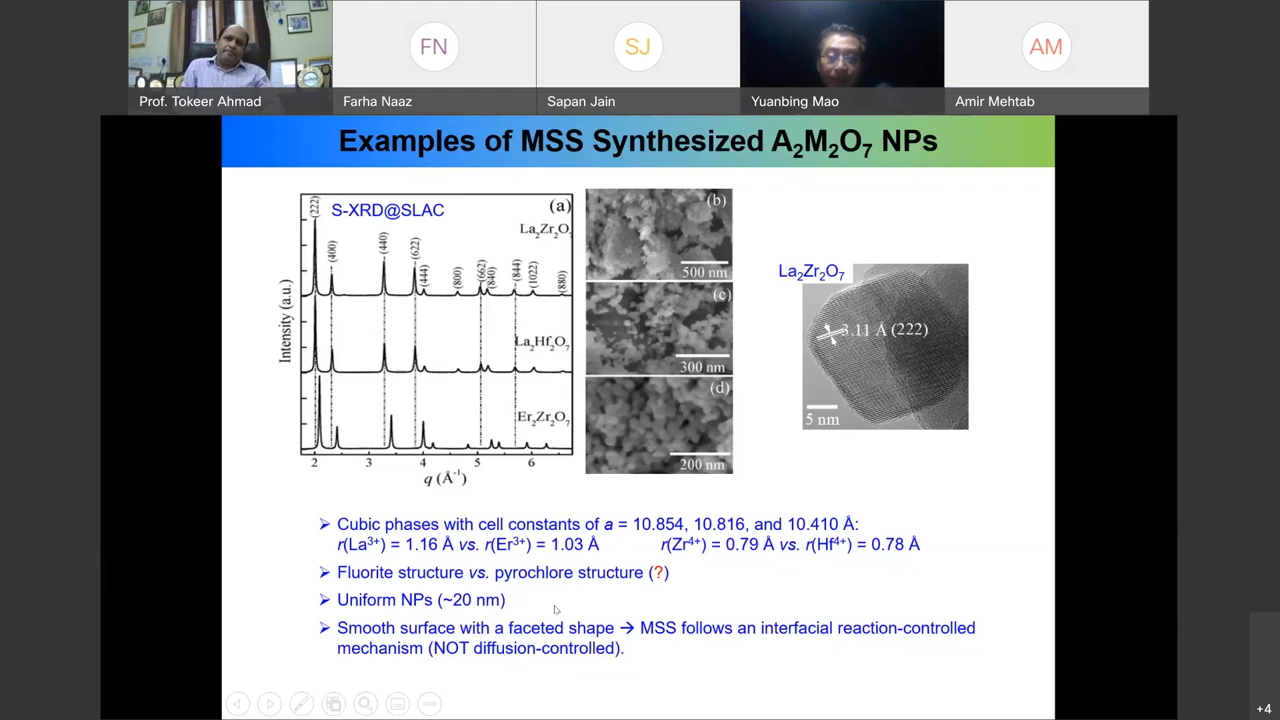 FN
SJ
AM
Prof. Tokeer Ahmad
Farha Naaz
Sapan Jain
Yuanbing Mao
Amir Mehtab
Examples of MSS Synthesized A₂M₂O₇ NPs
S-XRD@SLAC
(a)
La₂Zr₂O₇
(222)
(400)
(440)
(622)
(444)
(800)
(662)
(840)
(844)
(1022)
(880)
La₂Hf₂O₇
Er₂Zr₂O₇
Intensity (a.u.)
2 3 4 5 6
q (Å⁻¹)
(b)
500 nm
(c)
300 nm
(d)
200 nm
La₂Zr₂O₇
3.11 Å (222)
5 nm
➢ Cubic phases with cell constants of a = 10.854, 10.816, and 10.410 Å:
r(La³⁺) = 1.16 Å vs. r(Er³⁺) = 1.03 Å r(Zr⁴⁺) = 0.79 Å vs. r(Hf⁴⁺) = 0.78 Å
➢ Fluorite structure vs. pyrochlore structure (?)
➢ Uniform NPs (~20 nm)
➢ Smooth surface with a faceted shape → MSS follows an interfacial reaction-controlled
mechanism (NOT diffusion-controlled).
+4